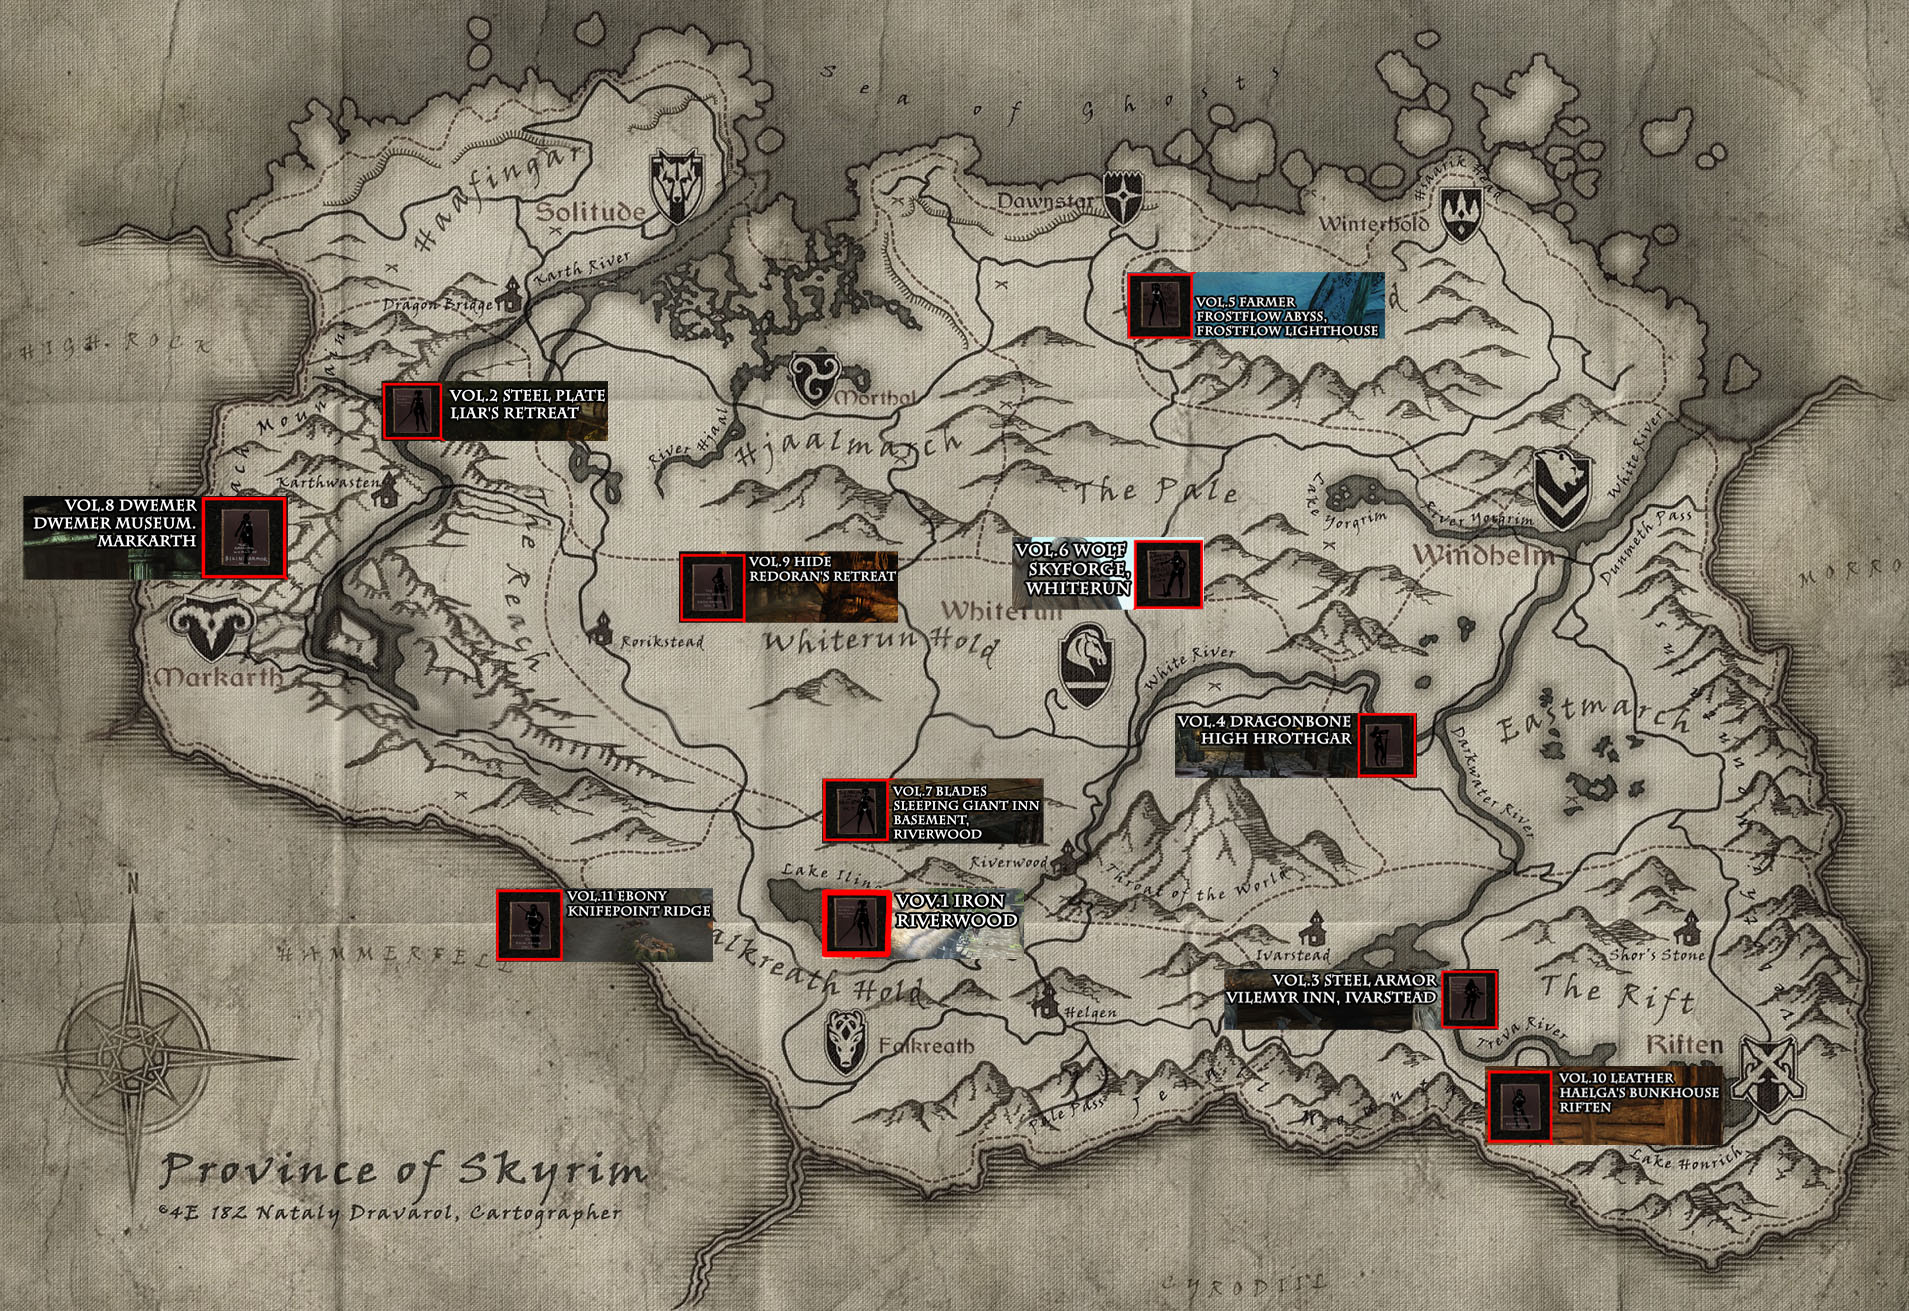 Sea of Ghosts
Haafingar
Solitude
Dawnstar
Winterhold
Hsaarik Head
Karth River
Dragon Bridge
HIGH ROCK
VOL.5 FARMER
FROSTFLOW ABYSS,
FROSTFLOW LIGHTHOUSE
d
Morthal
VOL.2 STEEL PLATE
LIAR'S RETREAT
River Hjaal
Hjaalmarch
White River
Karthwasten
The Pale
Lake Yorgrim
River Yorgrim
VOL.8 DWEMER
DWEMER MUSEUM.
MARKARTH
The Reach
Windhelm
Dunmeth Pass
MORRO
VOL.9 HIDE
REDORAN'S RETREAT
VOL.6 WOLF
SKYFORGE,
WHITERUN
Whiterun
Whiterun Hold
Rorikstead
Markarth
White River
Eastmarch
VOL.4 DRAGONBONE
HIGH HROTHGAR
Darkwater River
VOL.7 BLADES
SLEEPING GIANT INN
BASEMENT,
RIVERWOOD
Riverwood
Throat of the World
Lake Ilin
VOL.11 EBONY
KNIFEPOINT RIDGE
VOV.1 IRON
RIVERWOOD
HAMMERFELL
alkreath Hold
Ivarstead
Shor's Stone
VOL.3 STEEL ARMOR
VILEMYR INN, IVARSTEAD
The Rift
Helgen
Falkreath
Treva River
Riften
VOL.10 LEATHER
HAELGA'S BUNKHOUSE
RIFTEN
Pale Pass
Lake Honrich
N
Province of Skyrim
©4E 182 Nataly Dravarol, Cartographer
CYRODIIL